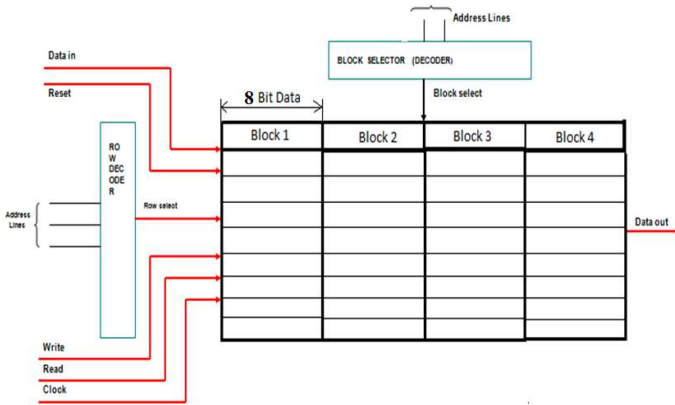 Address Lines
BLOCK SELECTOR (DECODER)
Data in
Reset
8 Bit Data
Block select
Block 1
Block 2
Block 3
Block 4
RO
W
DEC
ODE
R
Row select
Address
Lines
Data out
Write
Read
Clock